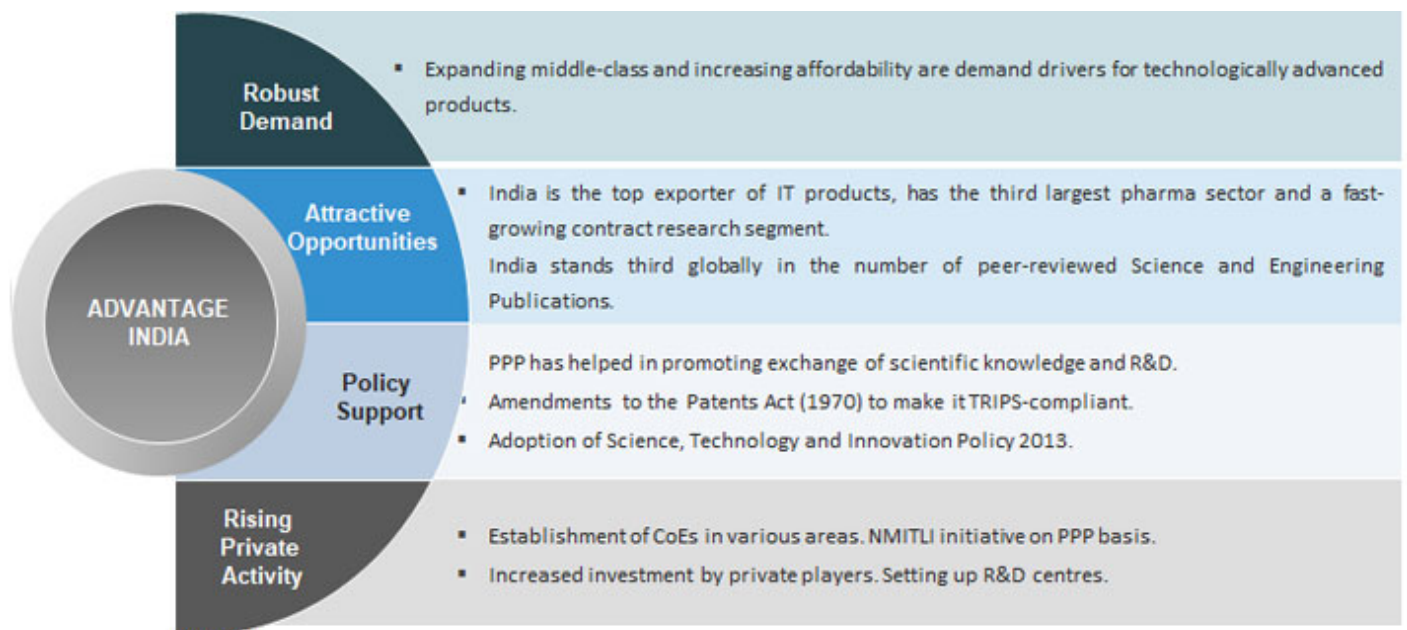 Robust
Demand
▪ Expanding middle-class and increasing affordability are demand drivers for technologically advanced
products.
ADVANTAGE
INDIA
Attractive
Opportunities
▪ India is the top exporter of IT products, has the third largest pharma sector and a fast-
growing contract research segment.
India stands third globally in the number of peer-reviewed Science and Engineering
Publications.
Policy
Support
PPP has helped in promoting exchange of scientific knowledge and R&D.
▪ Amendments to the Patents Act (1970) to make it TRIPS-compliant.
▪ Adoption of Science, Technology and Innovation Policy 2013.
Rising
Private
Activity
▪ Establishment of CoEs in various areas. NMITLI initiative on PPP basis.
▪ Increased investment by private players. Setting up R&D centres.